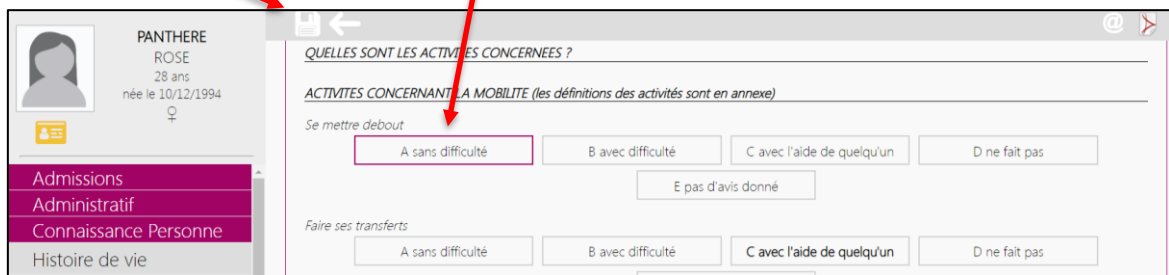 PANTHERE
ROSE
28 ans
née le 10/12/1994
Admissions
Administratif
Connaissance Personne
Histoire de vie
@
QUELLES SONT LES ACTIVITES CONCERNEES ?
ACTIVITES CONCERNANT LA MOBILITE (les définitions des activités sont en annexe)
Se mettre debout
A sans difficulté B avec difficulté C avec l'aide de quelqu'un D ne fait pas
E pas d'avis donné
Faire ses transferts
A sans difficulté B avec difficulté C avec l'aide de quelqu'un D ne fait pas